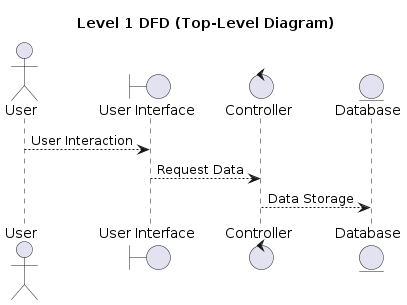 Level 1 DFD (Top-Level Diagram)
User
User Interface
Controller
Database
User Interaction
Request Data
Data Storage
User
User Interface
Controller
Database